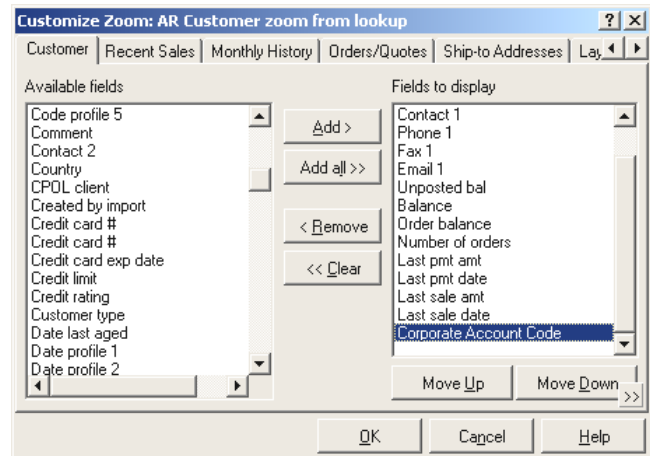 Customize Zoom: AR Customer zoom from lookup ? ×
Customer Recent Sales Monthly History Orders/Quotes Ship-to Addresses Lay
Available fields
Code profile 5
Comment
Contact 2
Country
CPOL client
Created by import
Credit card #
Credit card #
Credit card exp date
Credit limit
Credit rating
Customer type
Date last aged
Date profile 1
Date profile 2
Add >
Add all >>
< Remove
<< Clear
Fields to display
Contact 1
Phone 1
Fax 1
Email 1
Unposted bal
Balance
Order balance
Number of orders
Last pmt amt
Last pmt date
Last sale amt
Last sale date
Corporate Account Code
Move Up Move Down >>
OK Cancel Help